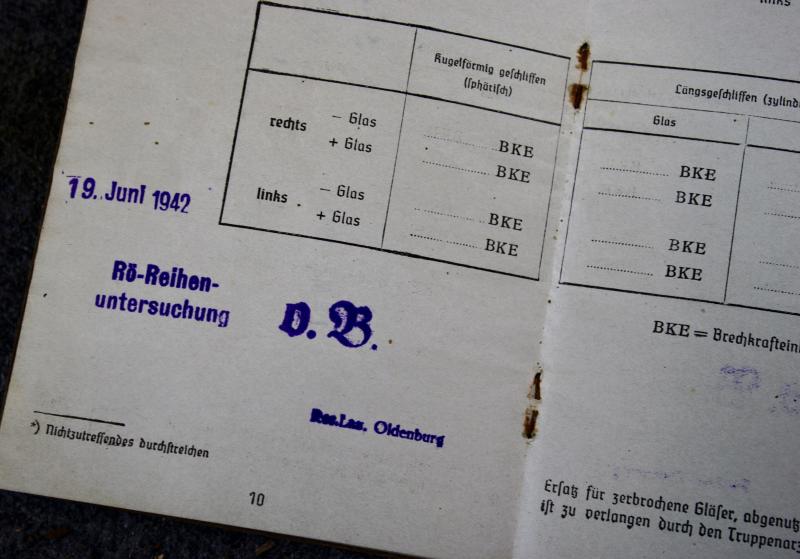 links
Kugelförmig geschliffen
(sphärisch)
rechts
– Glas
+ Glas
BKE
BKE
links
– Glas
+ Glas
BKE
BKE
19. Juni 1942
Rö-Reihen-
untersuchung
o. B.
Res.Laz. Oldenburg
*) Nichtzutreffendes durchstreichen
10
Längsgeschliffen (zylind
Glas
BKE
BKE
BKE
BKE
BKE = Brechkraftein
Ersatz für zerbrochene Gläser, abgenutz
ist zu verlangen durch den Truppenarz